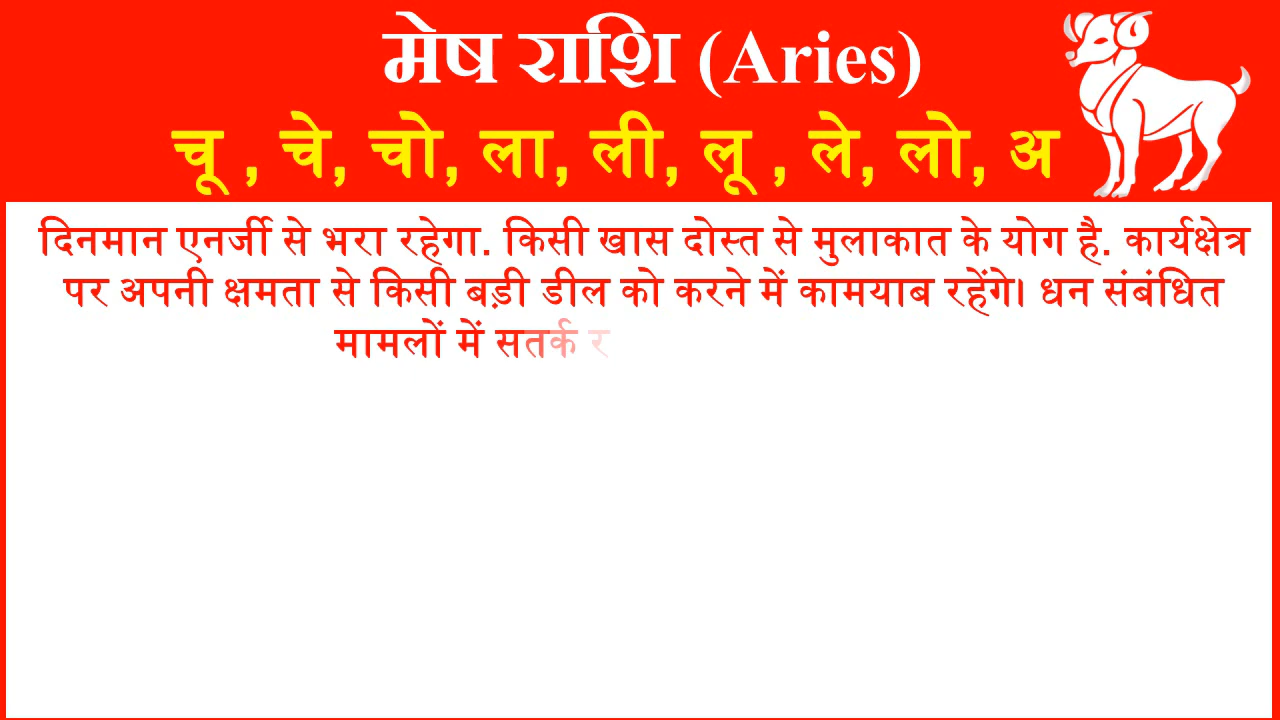 मेष राशि (Aries)
चू , चे, चो, ला, ली, लू , ले, लो, अ
दिनमान एनर्जी से भरा रहेगा. किसी खास दोस्त से मुलाकात के योग है. कार्यक्षेत्र
पर अपनी क्षमता से किसी बड़ी डील को करने में कामयाब रहेंगे। धन संबंधित
मामलों में सतर्क र